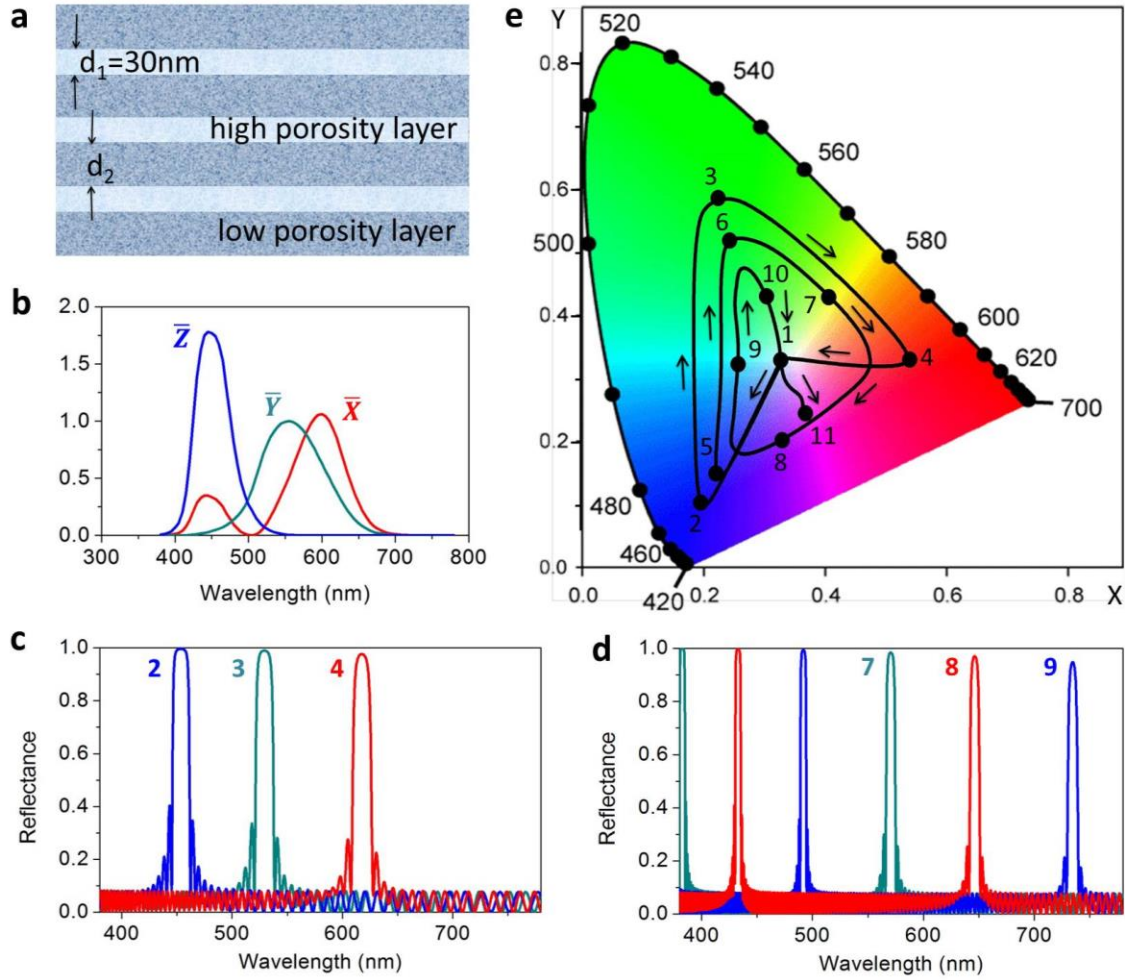 a
d₁=30nm
high porosity layer
d₂
low porosity layer
b
2.0
1.5
1.0
0.5
0.0
Z̅
Y̅
X̅
300 400 500 600 700 800
Wavelength (nm)
c
1.0
0.8
0.6
0.4
0.2
0.0
Reflectance
2 3 4
400 500 600 700
Wavelength (nm)
d
1.0
0.8
0.6
0.4
0.2
0.0
Reflectance
7 8 9
400 500 600 700
Wavelength (nm)
e
Y
0.8
0.6
0.4
0.2
0.0
0.0 0.2 0.4 0.6 0.8
X
520
540
560
580
600
620
700
500
480
460
420
3
6
10
7
1
9
4
11
8
5
2